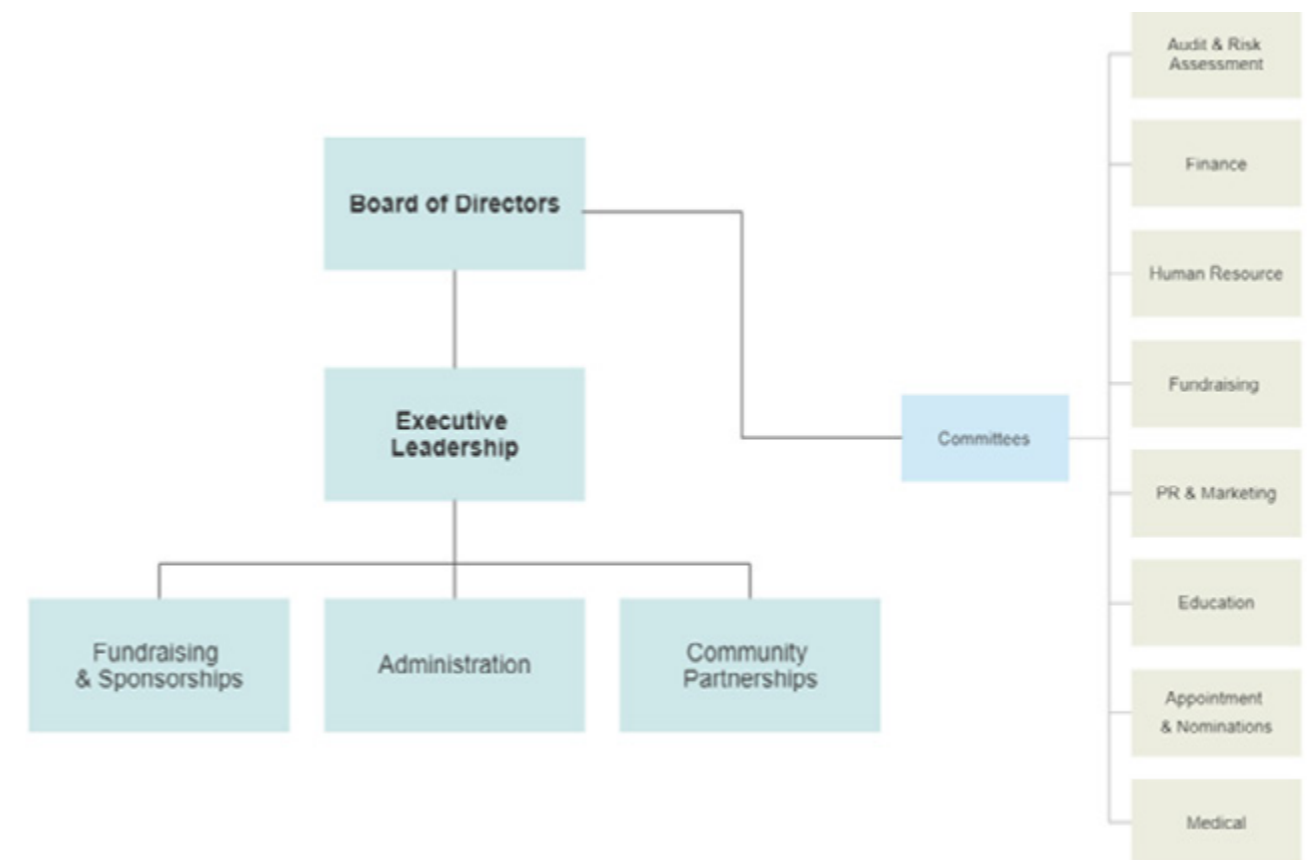 Board of Directors
Executive
Leadership
Fundraising
& Sponsorships
Administration
Community
Partnerships
Committees
Audit & Risk
Assessment
Finance
Human Resource
Fundraising
PR & Marketing
Education
Appointment
& Nominations
Medical